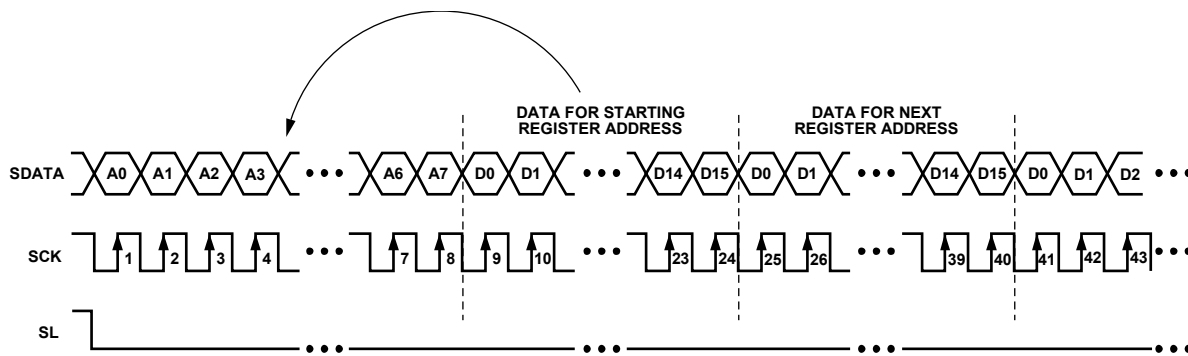 DATA FOR STARTING
REGISTER ADDRESS
DATA FOR NEXT
REGISTER ADDRESS
SDATA A0 A1 A2 A3 A6 A7 D0 D1 D14 D15 D0 D1 D14 D15 D0 D1 D2
SCK 1 2 3 4 7 8 9 10 23 24 25 26 39 40 41 42 43
SL